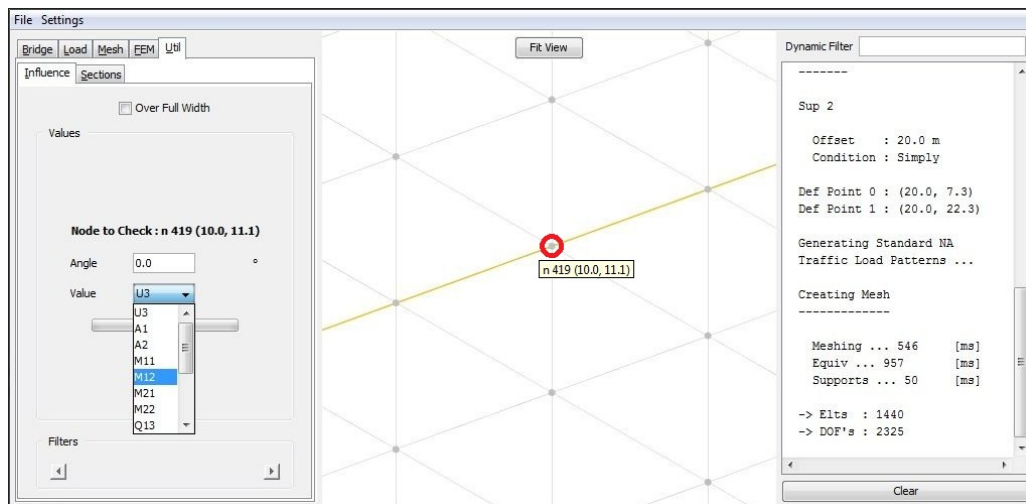 File Settings
Bridge Load Mesh FEM Util
Influence Sections
Over Full Width
Values
Node to Check : n 419 (10.0, 11.1)
Angle 0.0 °
Value U3
U3
A1
A2
M11
M12
M21
M22
Q13
Filters
Fit View
n 419 (10.0, 11.1)
Dynamic Filter
-------
Sup 2
Offset : 20.0 m
Condition : Simply
Def Point 0 : (20.0, 7.3)
Def Point 1 : (20.0, 22.3)
Generating Standard NA
Traffic Load Patterns ...
Creating Mesh
-------------
Meshing ... 546 [ms]
Equiv ... 957 [ms]
Supports ... 50 [ms]
-> Elts : 1440
-> DOF's : 2325
Clear